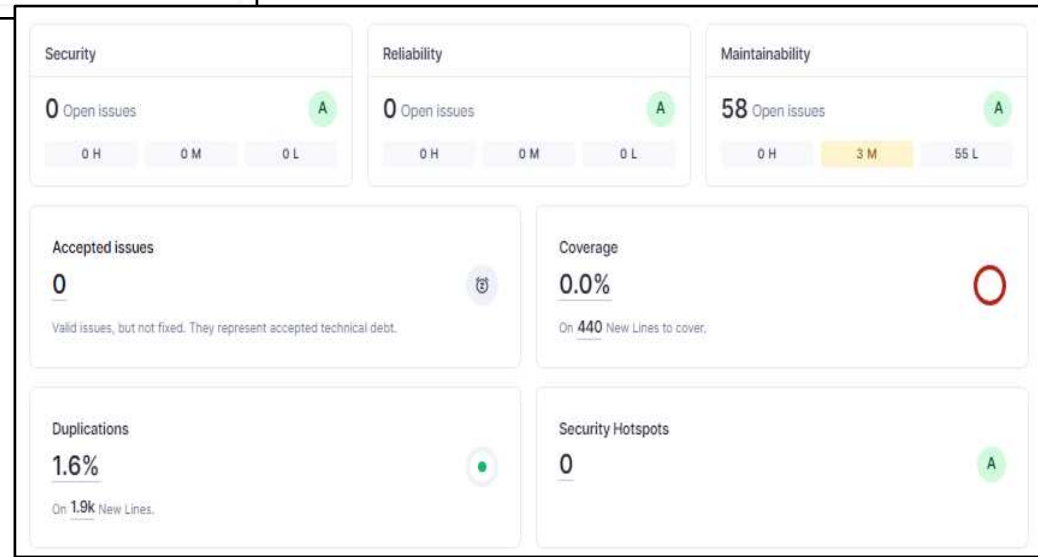 Security
Reliability
Maintainability
0 Open issues
A
0 Open issues
A
58 Open issues
A
0 H
0 M
0 L
0 H
0 M
0 L
0 H
3 M
55 L
Accepted issues
0
Valid issues, but not fixed. They represent accepted technical debt.
Coverage
0.0%
On 440 New Lines to cover.
Duplications
1.6%
On 1.9k New Lines.
Security Hotspots
0
A